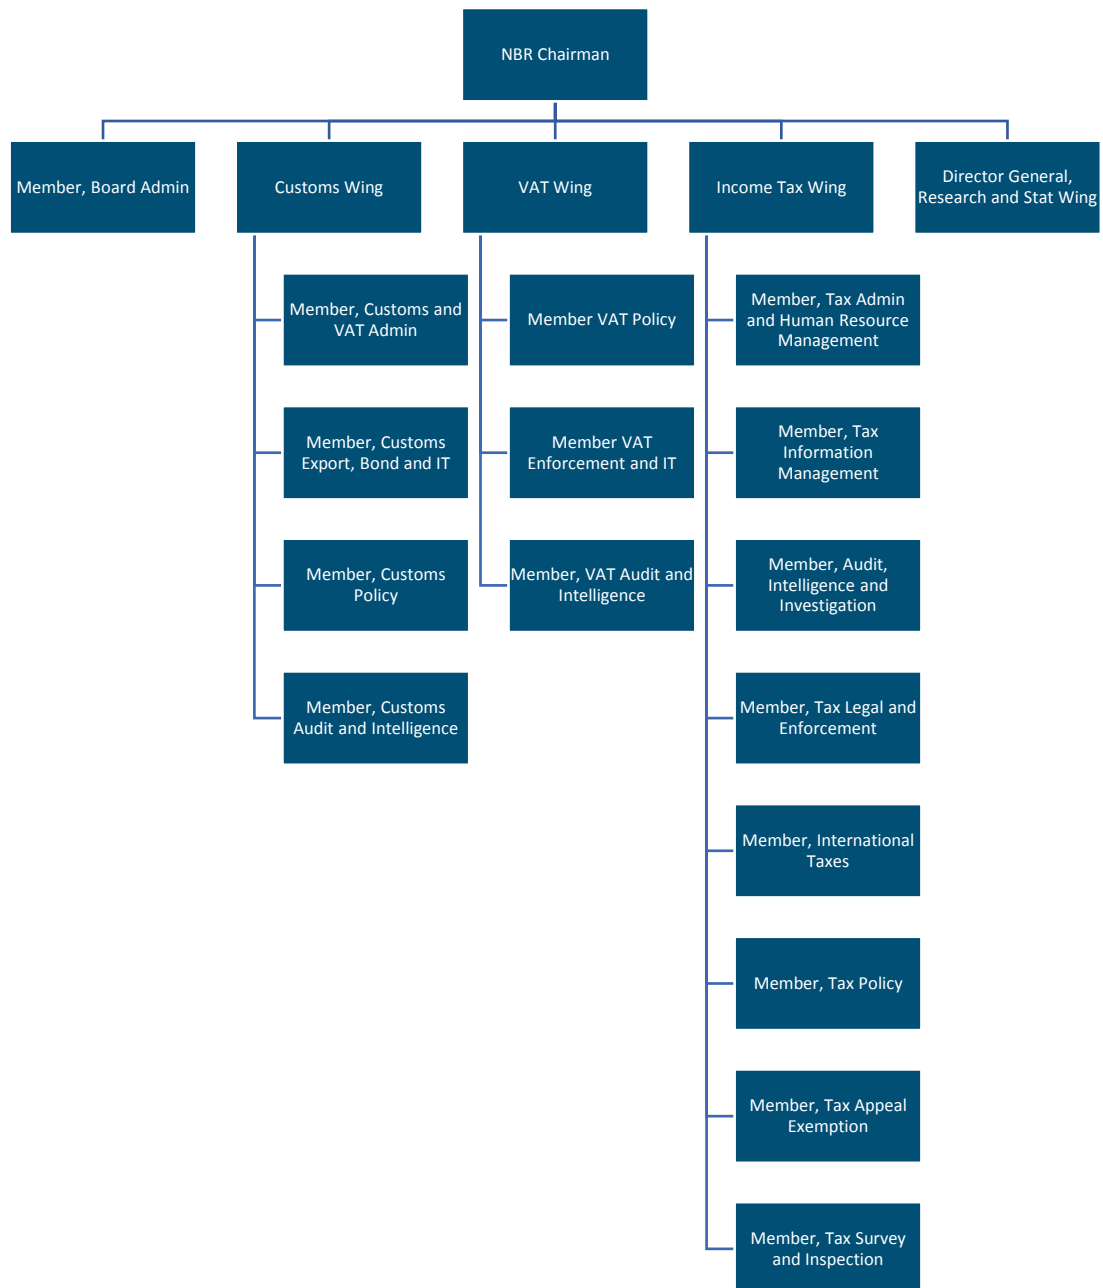 NBR Chairman
Member, Board Admin
Customs Wing
VAT Wing
Income Tax Wing
Director General,
Research and Stat Wing
Member, Customs and
VAT Admin
Member, Customs
Export, Bond and IT
Member, Customs
Policy
Member, Customs
Audit and Intelligence
Member VAT Policy
Member VAT
Enforcement and IT
Member, VAT Audit and
Intelligence
Member, Tax Admin
and Human Resource
Management
Member, Tax
Information
Management
Member, Audit,
Intelligence and
Investigation
Member, Tax Legal and
Enforcement
Member, International
Taxes
Member, Tax Policy
Member, Tax Appeal
Exemption
Member, Tax Survey
and Inspection